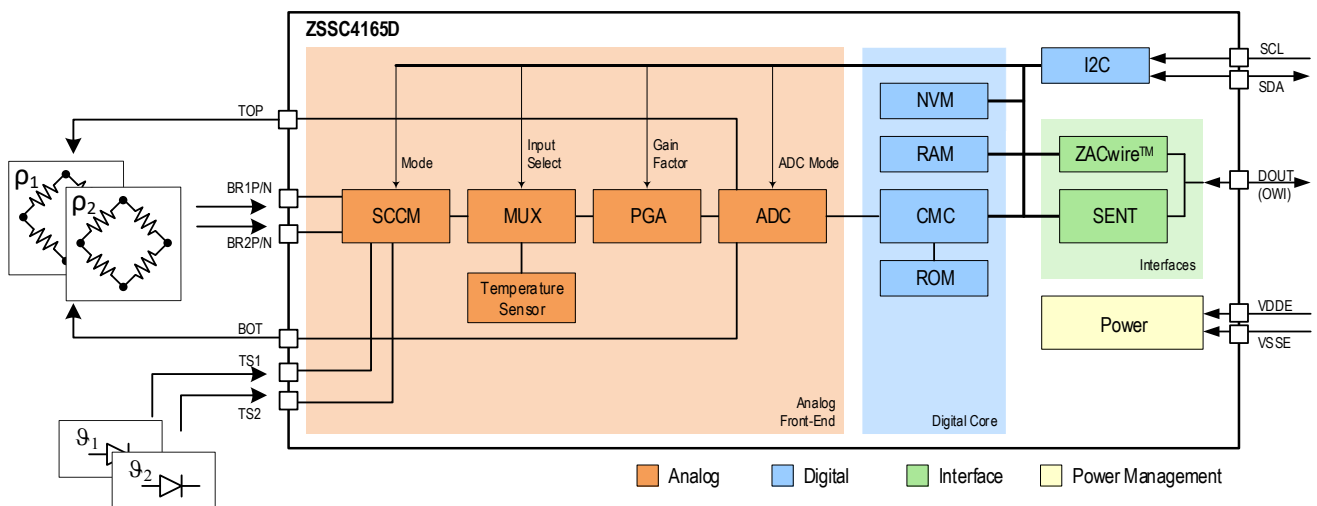 ZSSC4165D
SCL
I2C
SDA
NVM
TOP
Mode
Input
Select
Gain
Factor
ADC Mode
RAM
ZACwire™
ρ1
ρ2
BR1P/N
BR2P/N
SCCM
MUX
PGA
ADC
CMC
SENT
DOUT
(OWI)
Interfaces
ROM
Temperature
Sensor
Power
VDDE
VSSE
BOT
TS1
TS2
Analog
Front-End
Digital Core
ϑ1
ϑ2
Analog
Digital
Interface
Power Management